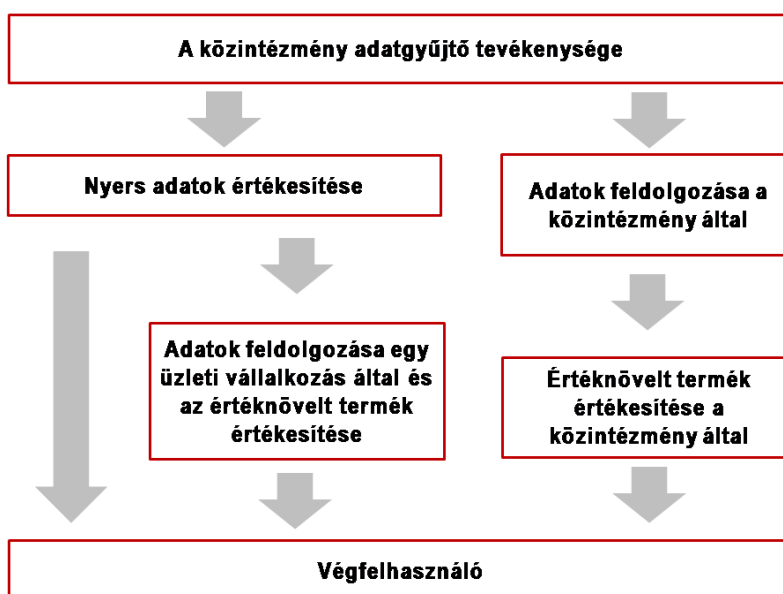 A közintézmény adatgyűjtő tevékenysége
Nyers adatok értékesítése
Adatok feldolgozása a
közintézmény által
Adatok feldolgozása egy
üzleti vállalkozás által és
az értéknövelt termék
értékesítése
Értéknövelt termék
értékesítése a
közintézmény által
Végfelhasználó